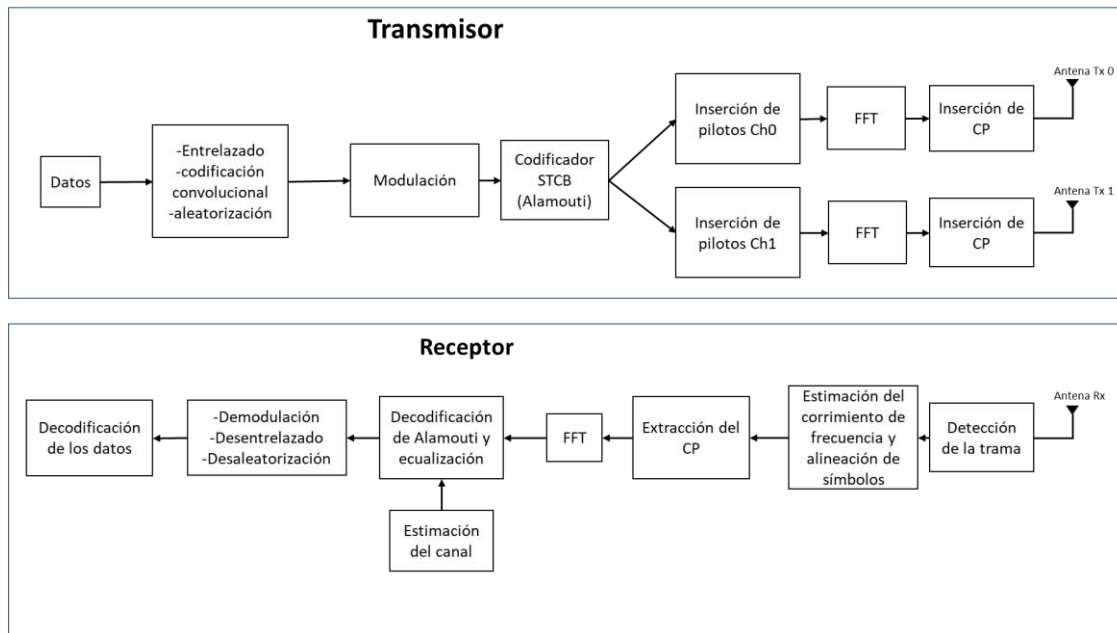 Transmisor
Datos
-Entrelazado
-codificación
convolucional
-aleatorización
Modulación
Codificador
STCB
(Alamouti)
Inserción de
pilotos Ch0
FFT
Inserción de
CP
Antena Tx 0
Inserción de
pilotos Ch1
FFT
Inserción de
CP
Antena Tx 1
Receptor
Decodificación
de los datos
-Demodulación
-Desentrelazado
-Desaleatorización
Decodificación
de Alamouti y
ecualización
Estimación
del canal
FFT
Extracción del
CP
Estimación del
corrimiento de
frecuencia y
alineación de
símbolos
Detección
de la trama
Antena Rx